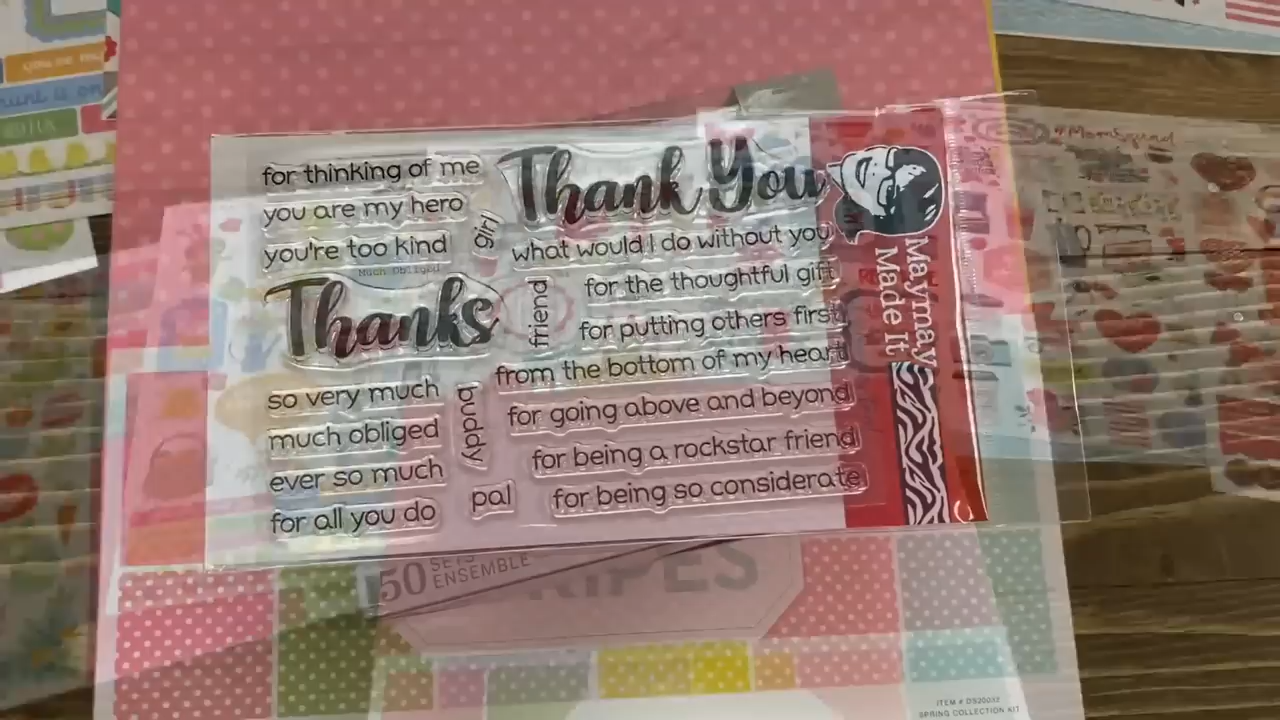 for thinking of me
you are my hero
you're too kind
girl
Much Obliged
Thanks
friend
so very much
much obliged
ever so much
for all you do
buddy
pal
Thank You
what would I do without you
for the thoughtful gift
for putting others first
from the bottom of my heart
for going above and beyond
for being a rockstar friend
for being so considerate
Maymay
Made It
50 SETS
ENSEMBLE
ITEM # DS20032
SPRING COLLECTION KIT